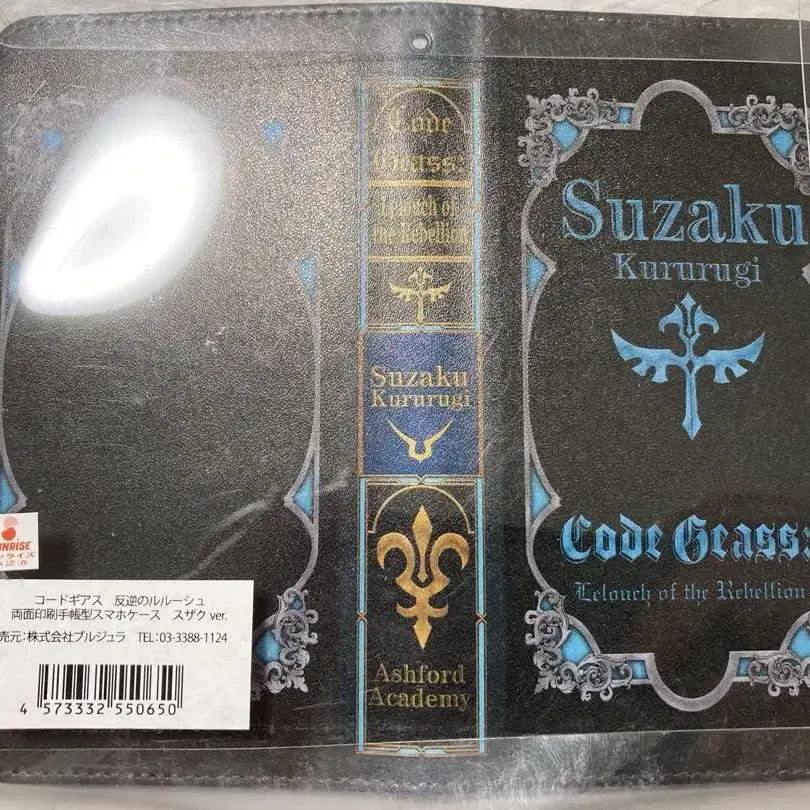 Code
Geass:
Lelouch of
the Rebellion
Suzaku
Kururugi
Ashford
Academy
Suzaku
Kururugi
Code Geass:
Lelouch of the Rebellion
SUNRISE
コードギアス 反逆のルルーシュ
両面印刷手帳型スマホケース スザク ver.
売元:株式会社ブルジュラ TEL:03-3388-1124
4 573332 550650